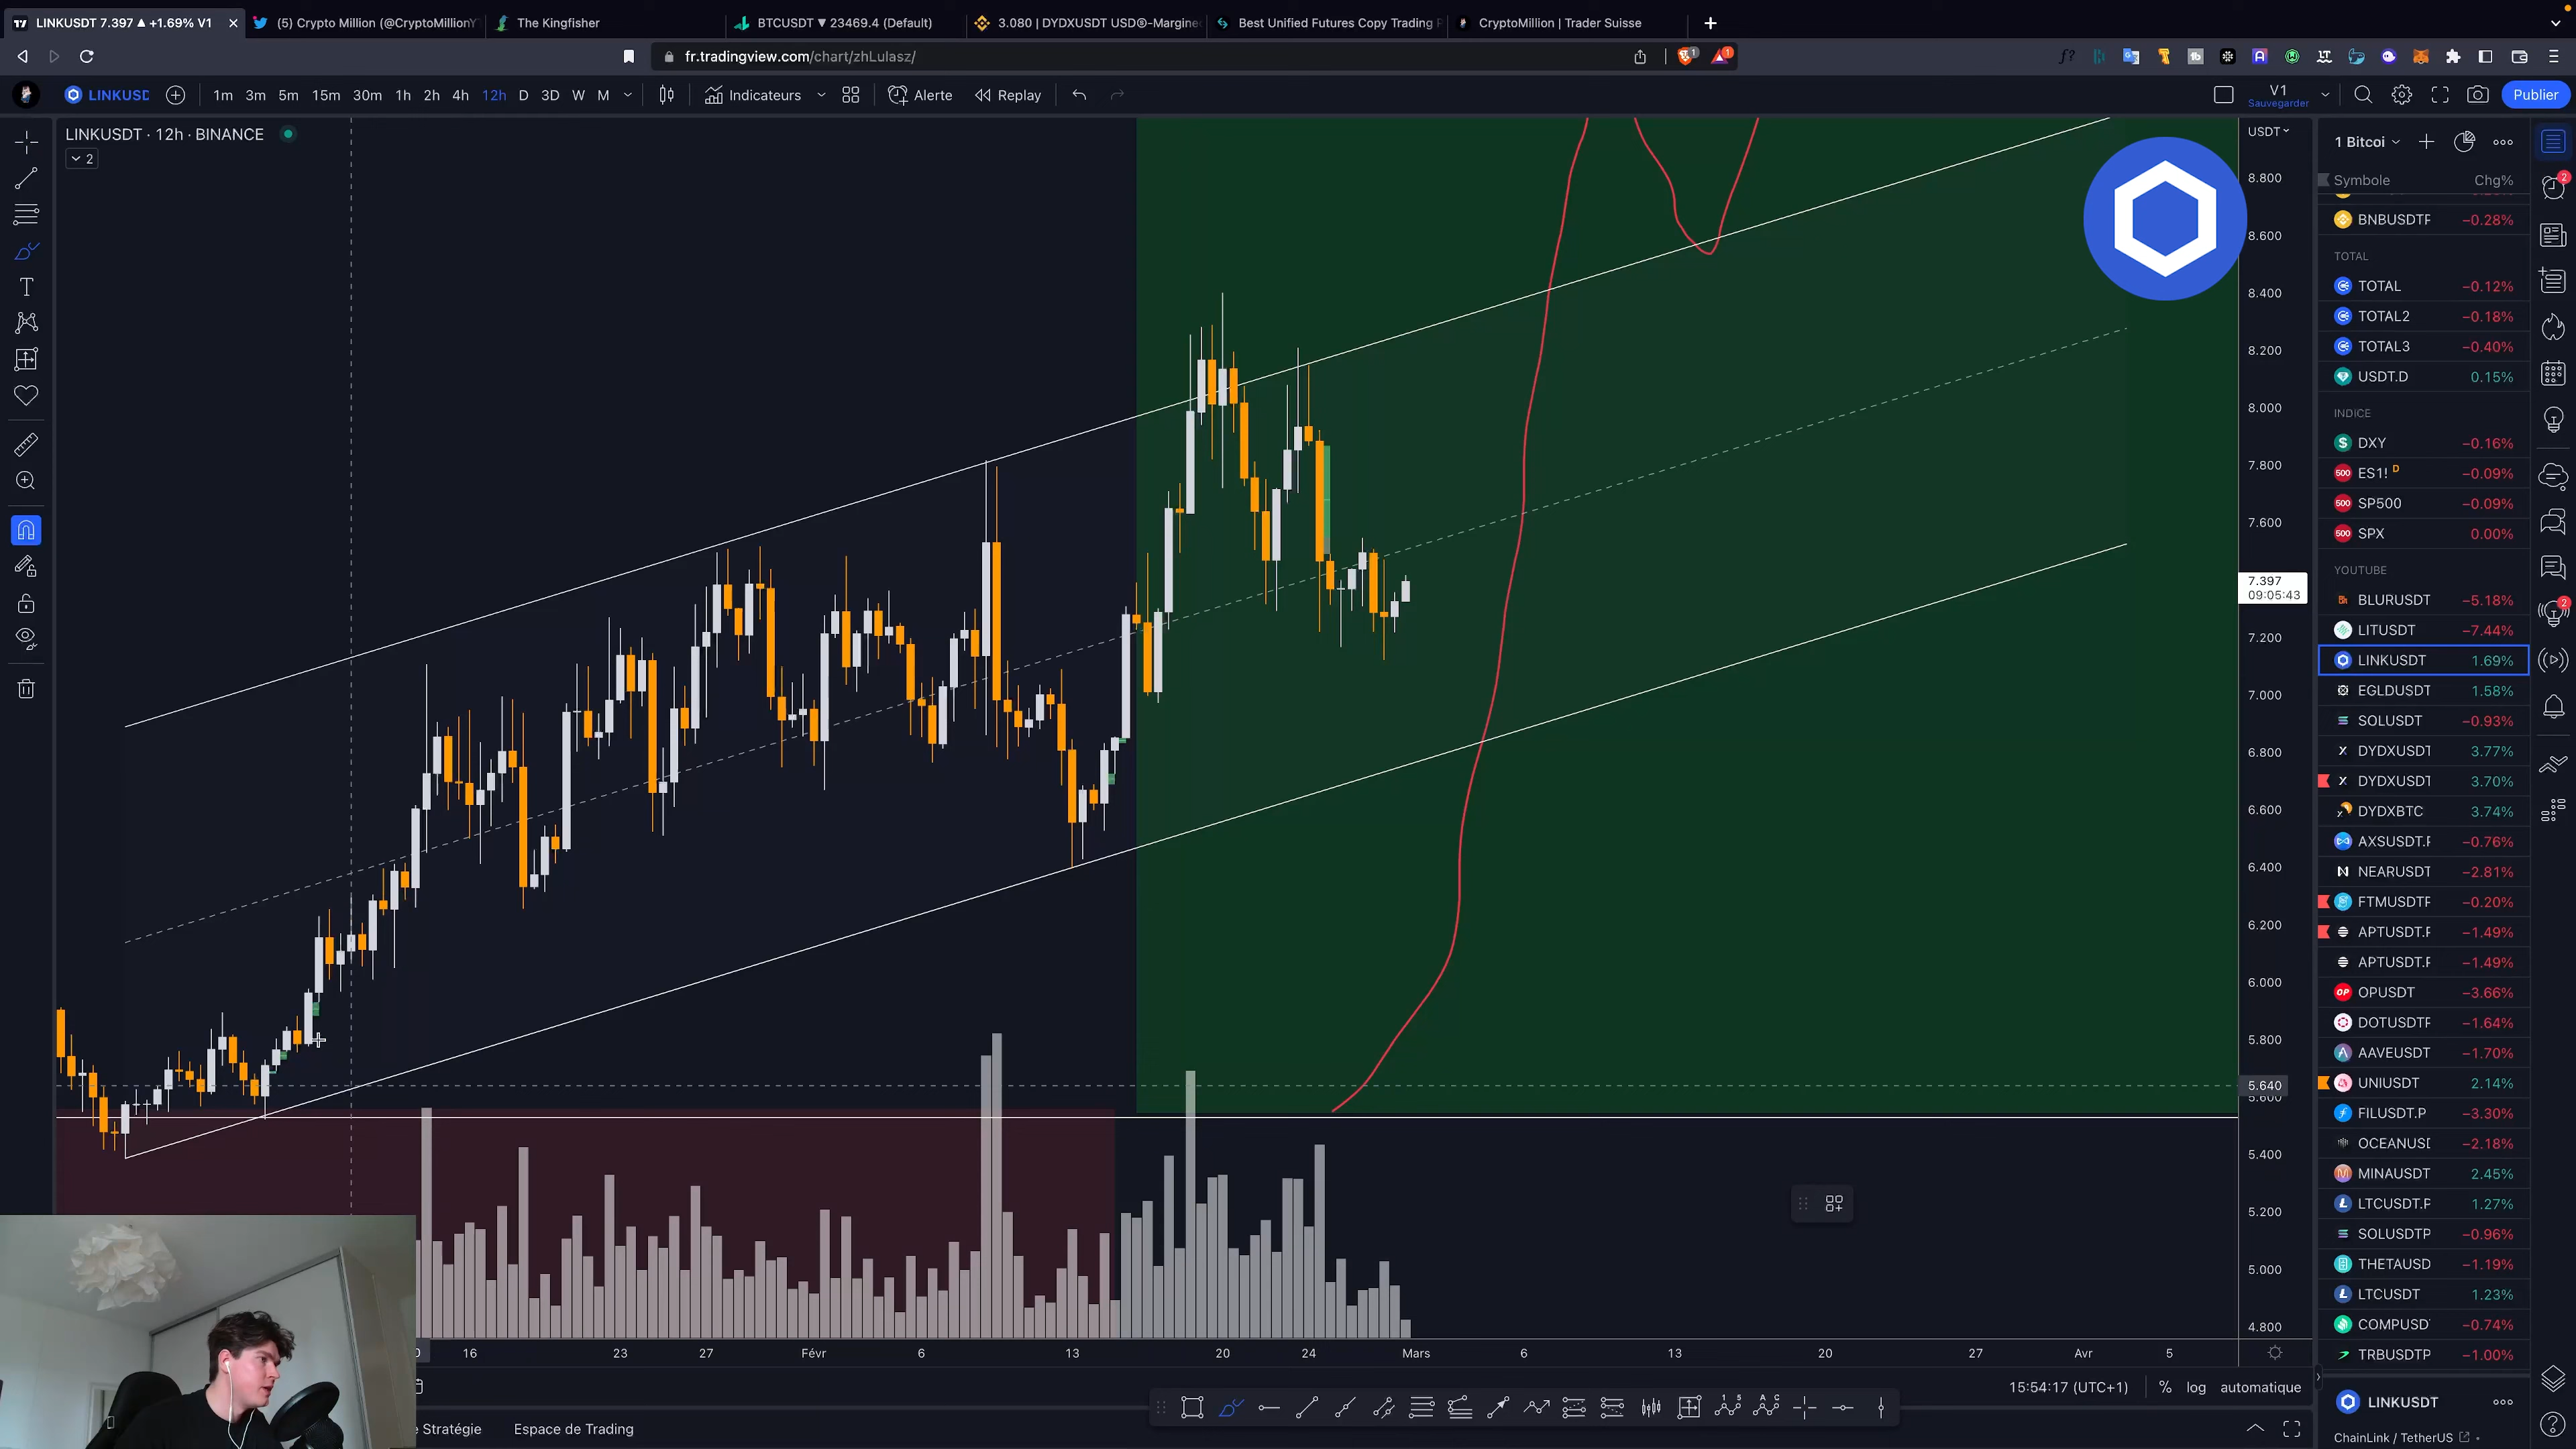 LINKUSDT 7.397 ▲ +1.69% V1
(5) Crypto Million (@CryptoMillionY
The Kingfisher
BTCUSDT ▼ 23469.4 (Default)
3.080 | DYDXUSDT USDⓈ-Margine
Best Unified Futures Copy Trading P
CryptoMillion | Trader Suisse
fr.tradingview.com/chart/zhLulasz/
LINKUSD
1m 3m 5m 15m 30m 1h 2h 4h 12h D 3D W M
Indicateurs
Alerte
Replay
V1
Sauvegarder
Publier
LINKUSDT · 12h · BINANCE
2
USDT
8.800
8.600
8.400
8.200
8.000
7.800
7.600
7.397
09:05:43
7.200
7.000
6.800
6.600
6.400
6.200
6.000
5.800
5.640
5.600
5.400
5.200
5.000
4.800
16 23 27 Févr 6 13 20 24 Mars 6 13 20 27 Avr 5
15:54:17 (UTC+1) % log automatique
Stratégie
Espace de Trading
1 Bitcoi
Symbole Chg%
BNBUSDTF −0.28%
TOTAL
TOTAL −0.12%
TOTAL2 −0.18%
TOTAL3 −0.40%
USDT.D 0.15%
INDICE
DXY −0.16%
ES1! D −0.09%
SP500 −0.09%
SPX 0.00%
YOUTUBE
BLURUSDT −5.18%
LITUSDT −7.44%
LINKUSDT 1.69%
EGLDUSDT 1.58%
SOLUSDT −0.93%
DYDXUSDT 3.77%
DYDXUSDT 3.70%
DYDXBTC 3.74%
AXSUSDT.F −0.76%
NEARUSDT −2.81%
FTMUSDTF −0.20%
APTUSDT.F −1.49%
APTUSDT.F −1.49%
OPUSDT −3.66%
DOTUSDTF −1.64%
AAVEUSDT −1.70%
UNIUSDT 2.14%
FILUSDT.P −3.30%
OCEANUSD −2.18%
MINAUSDT 2.45%
LTCUSDT.P 1.27%
SOLUSDTP −0.96%
THETAUSD −1.19%
LTCUSDT 1.23%
COMPUSD −0.74%
TRBUSDTP −1.00%
LINKUSDT
ChainLink / TetherUS